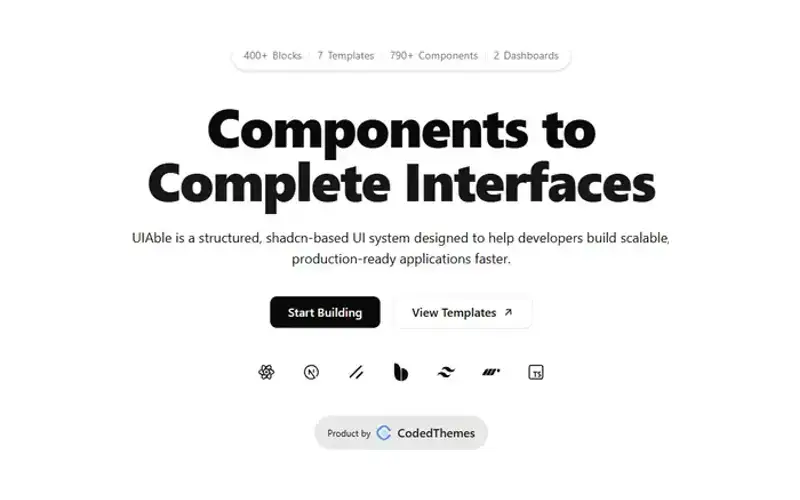 400+ Blocks 7 Templates 790+ Components 2 Dashboards
Components to
Complete Interfaces
UIAble is a structured, shadcn-based UI system designed to help developers build scalable,
production-ready applications faster.
Start Building View Templates ↗
N TS
Product by CodedThemes